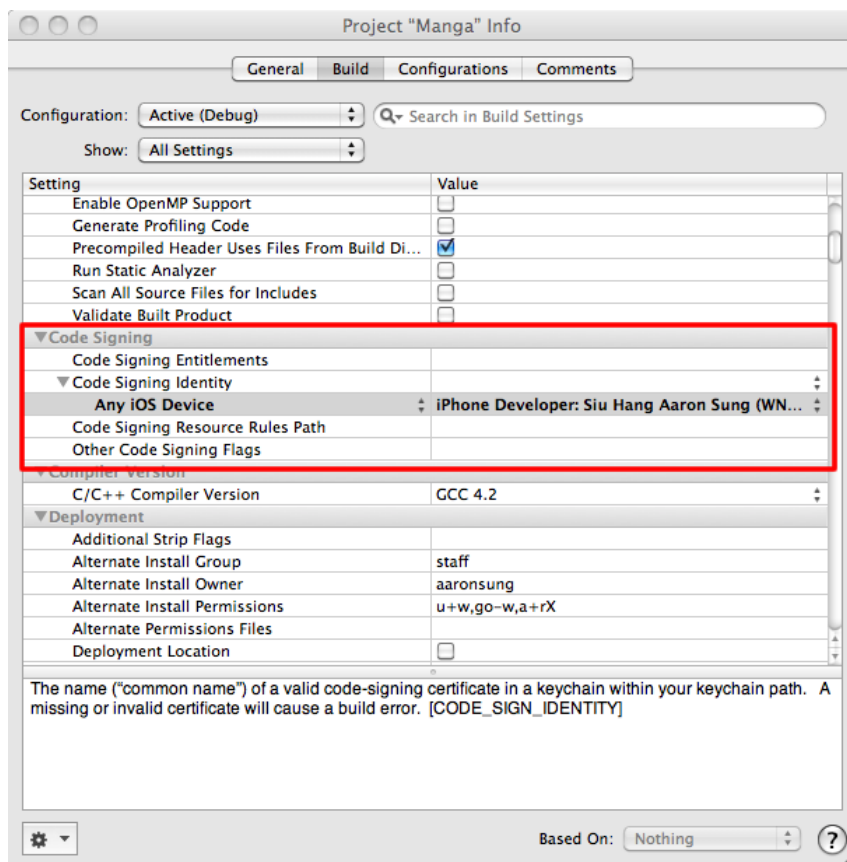 Project “Manga” Info
General Build Configurations Comments
Configuration: Active (Debug) Search in Build Settings
Show: All Settings
Setting Value
Enable OpenMP Support
Generate Profiling Code
Precompiled Header Uses Files From Build Di...
Run Static Analyzer
Scan All Source Files for Includes
Validate Built Product
Code Signing
Code Signing Entitlements
Code Signing Identity
Any iOS Device iPhone Developer: Siu Hang Aaron Sung (WN...
Code Signing Resource Rules Path
Other Code Signing Flags
Compiler Version
C/C++ Compiler Version GCC 4.2
Deployment
Additional Strip Flags
Alternate Install Group staff
Alternate Install Owner aaronsung
Alternate Install Permissions u+w,go-w,a+rX
Alternate Permissions Files
Deployment Location
The name (“common name”) of a valid code-signing certificate in a keychain within your keychain path. A
missing or invalid certificate will cause a build error. [CODE_SIGN_IDENTITY]
Based On: Nothing ?